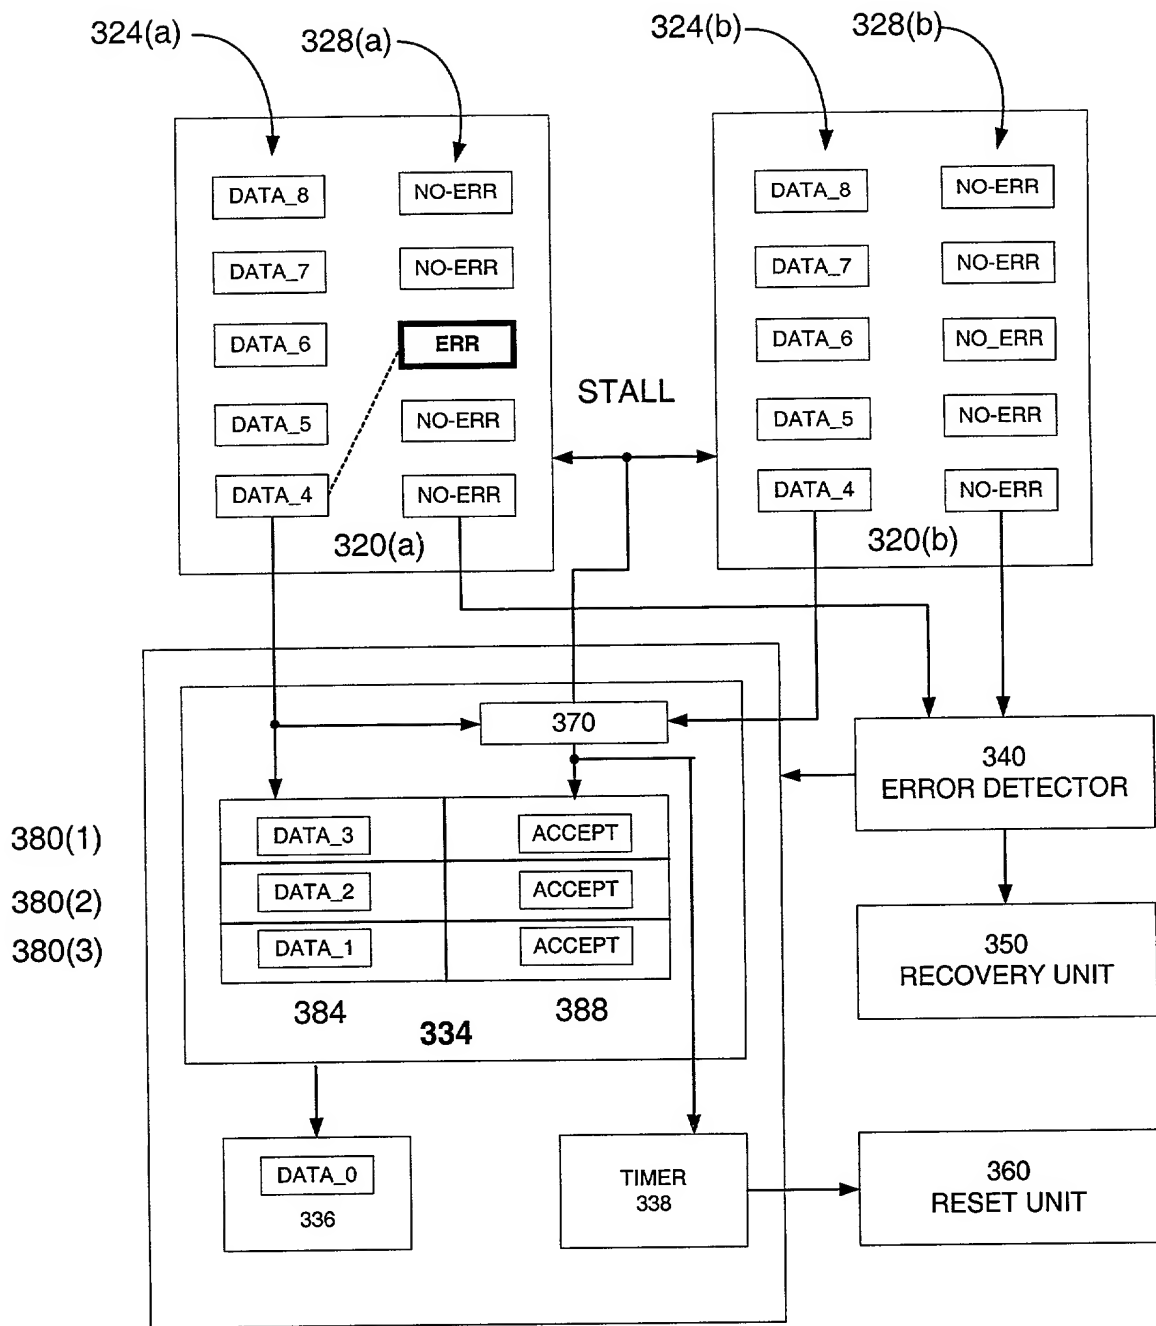 324(a)
328(a)
324(b)
328(b)
DATA_8
NO-ERR
DATA_8
NO-ERR
DATA_7
NO-ERR
DATA_7
NO-ERR
DATA_6
ERR
DATA_6
NO_ERR
STALL
DATA_5
NO-ERR
DATA_5
NO-ERR
DATA_4
NO-ERR
DATA_4
NO-ERR
320(a)
320(b)
370
340
ERROR DETECTOR
380(1)
DATA_3
ACCEPT
380(2)
DATA_2
ACCEPT
380(3)
DATA_1
ACCEPT
350
RECOVERY UNIT
384
388
334
DATA_0
336
TIMER
338
360
RESET UNIT